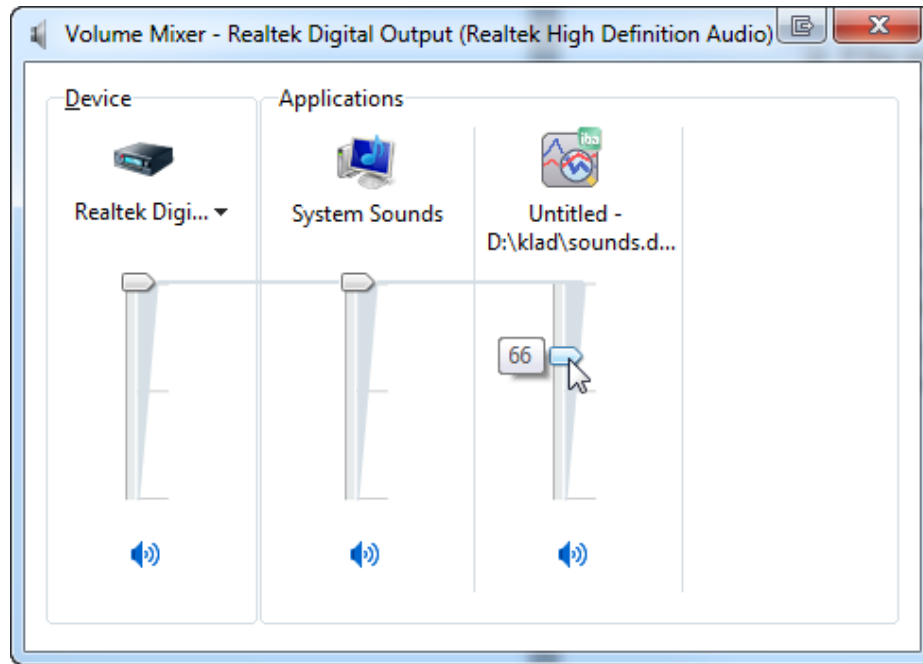 Volume Mixer - Realtek Digital Output (Realtek High Definition Audio)
Device
Applications
iba
Realtek Digi...
System Sounds
Untitled -
D:\klad\sounds.d...
66